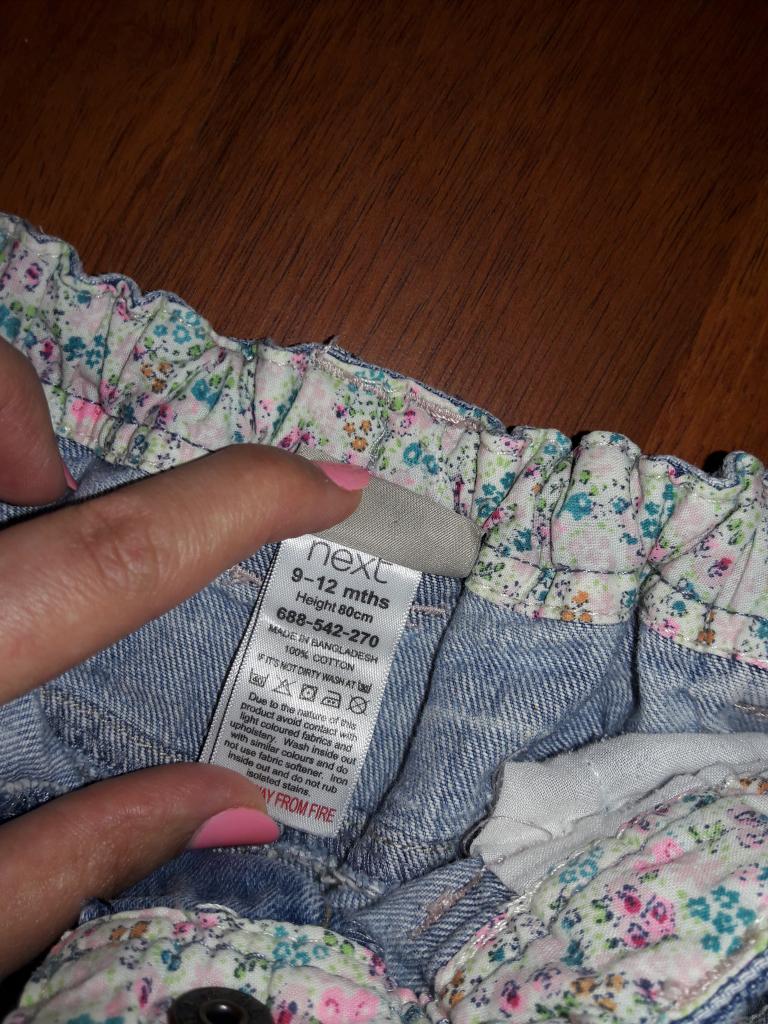 next
9-12 mths
Height 80cm
688-542-270
MADE IN BANGLADESH
100% COTTON
IF IT'S NOT DIRTY WASH AT
Due to the nature of this
product avoid contact with
light coloured fabrics and
upholstery. Wash inside out
with similar colours and do
not use fabric softener. Iron
inside out and do not rub
isolated stains.
AY FROM FIRE